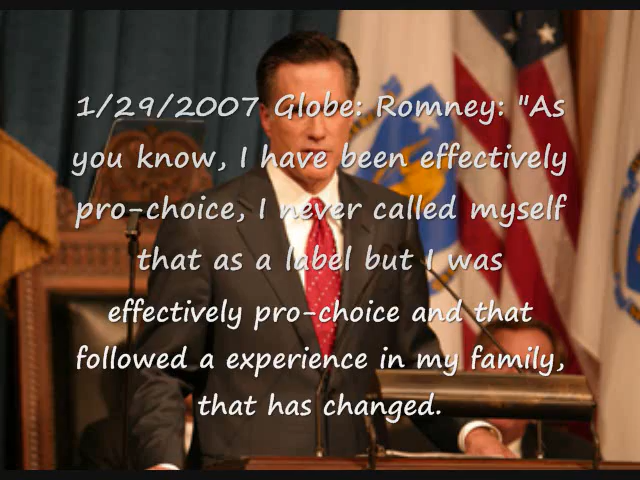 1/29/2007 Globe: Romney: "As
you know, I have been effectively
pro-choice, I never called myself
that as a label but I was
effectively pro-choice and that
followed a experience in my family,
that has changed.